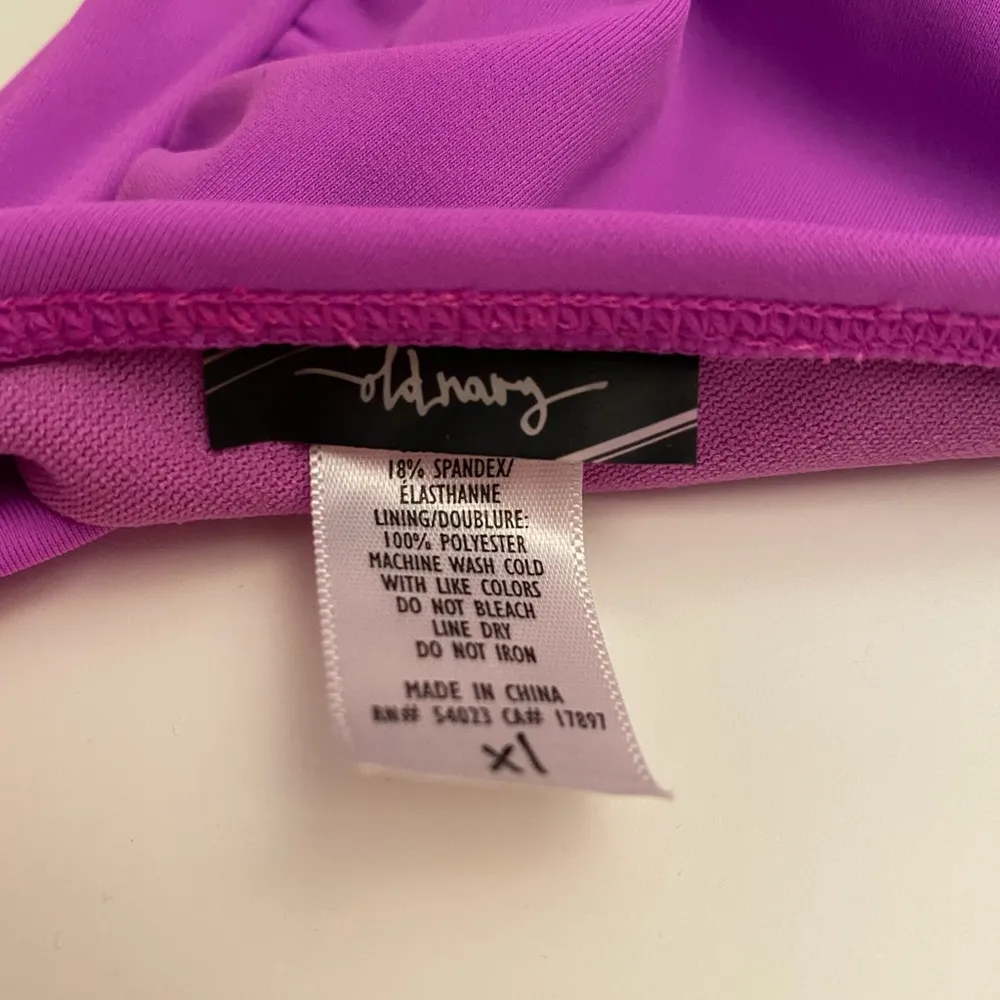 old navy
18% SPANDEX/
ÉLASTHANNE
LINING/DOUBLURE:
100% POLYESTER
MACHINE WASH COLD
WITH LIKE COLORS
DO NOT BLEACH
LINE DRY
DO NOT IRON
MADE IN CHINA
RN# 54023 CA# 17897
xl